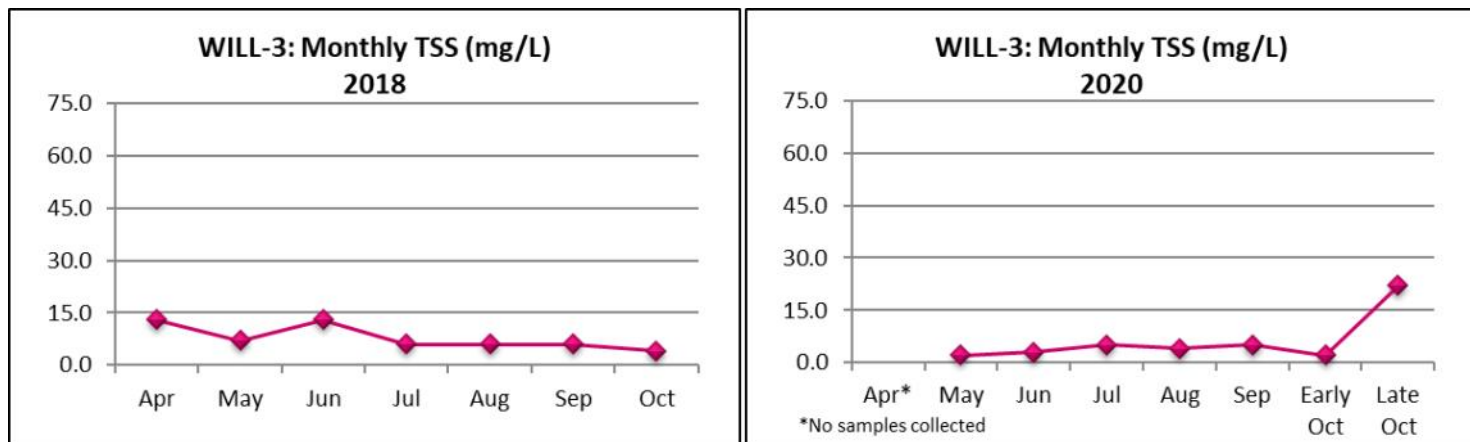 WILL-3: Monthly TSS (mg/L)
2018
75.0
60.0
45.0
30.0
15.0
0.0
Apr May Jun Jul Aug Sep Oct
WILL-3: Monthly TSS (mg/L)
2020
75.0
60.0
45.0
30.0
15.0
0.0
Apr* May Jun Jul Aug Sep Early Late
Oct Oct
*No samples collected